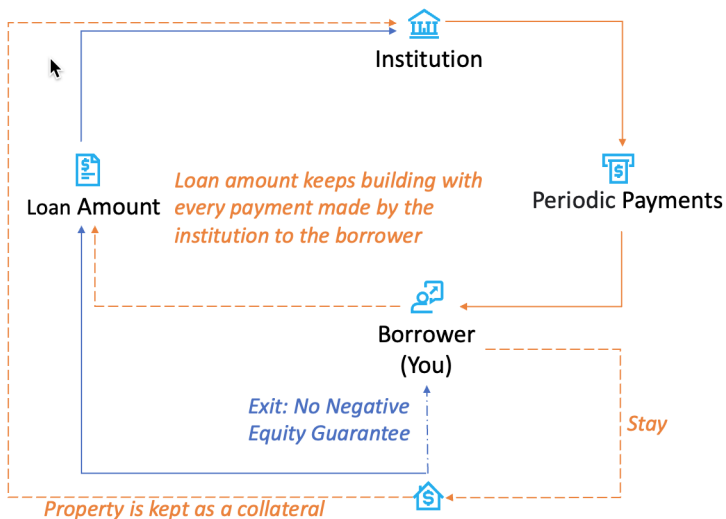 Institution
Loan Amount
Loan amount keeps building with
every payment made by the
institution to the borrower
Periodic Payments
Borrower
(You)
Exit: No Negative
Equity Guarantee
Stay
Property is kept as a collateral